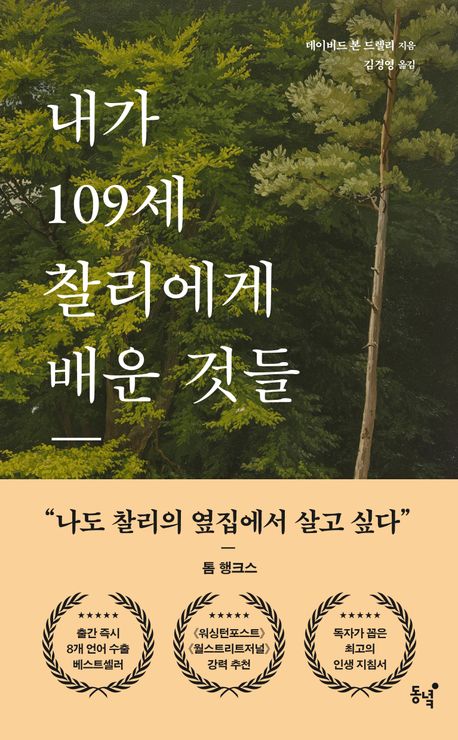 데이비드 본 드렐리 지음
김경영 옮김
내가
109세
찰리에게
배운 것들
“나도 찰리의 옆집에서 살고 싶다”
톰 행크스
★★★★★
출간 즉시
8개 언어 수출
베스트셀러
★★★★★
《워싱턴포스트》
《월스트리트저널》
강력 추천
★★★★★
독자가 꼽은
최고의
인생 지침서
동녘